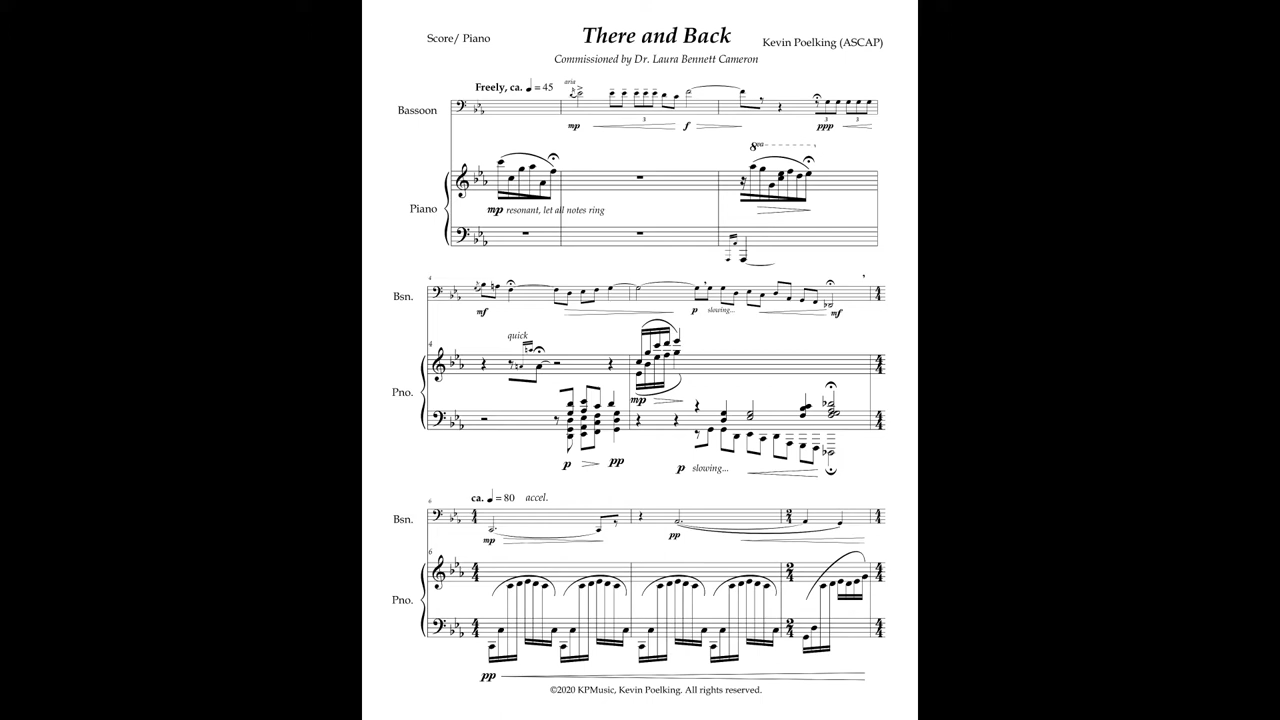 Score/ Piano
There and Back
Kevin Poelking (ASCAP)
Commissioned by Dr. Laura Bennett Cameron
Freely, ca. ♩ = 45
aria
Bassoon
3
mp
f
3
3
ppp
8va
Piano
mp resonant, let all notes ring
4
Bsn.
mf
p slowing...
mf
4
quick
Pno.
mp
p
pp
p slowing...
6
ca. ♩ = 80 accel.
Bsn.
mp
pp
6
Pno.
pp
©2020 KPMusic, Kevin Poelking. All rights reserved.